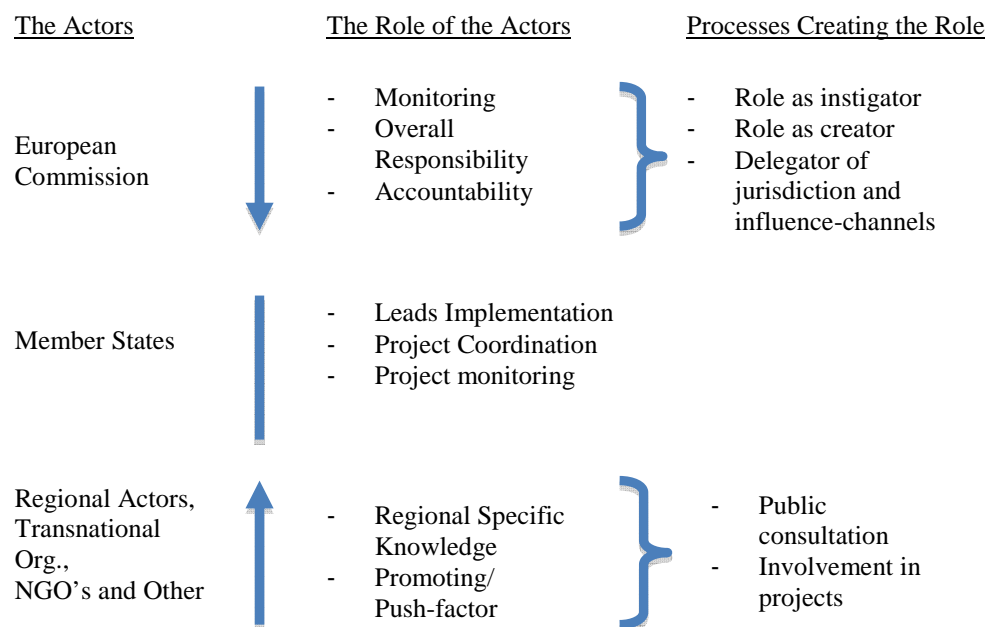 The Actors
The Role of the Actors
Processes Creating the Role
European
Commission
- Monitoring
- Overall
Responsibility
- Accountability
- Role as instigator
- Role as creator
- Delegator of
jurisdiction and
influence-channels
Member States
- Leads Implementation
- Project Coordination
- Project monitoring
Regional Actors,
Transnational
Org.,
NGO’s and Other
- Regional Specific
Knowledge
- Promoting/
Push-factor
- Public
consultation
- Involvement in
projects